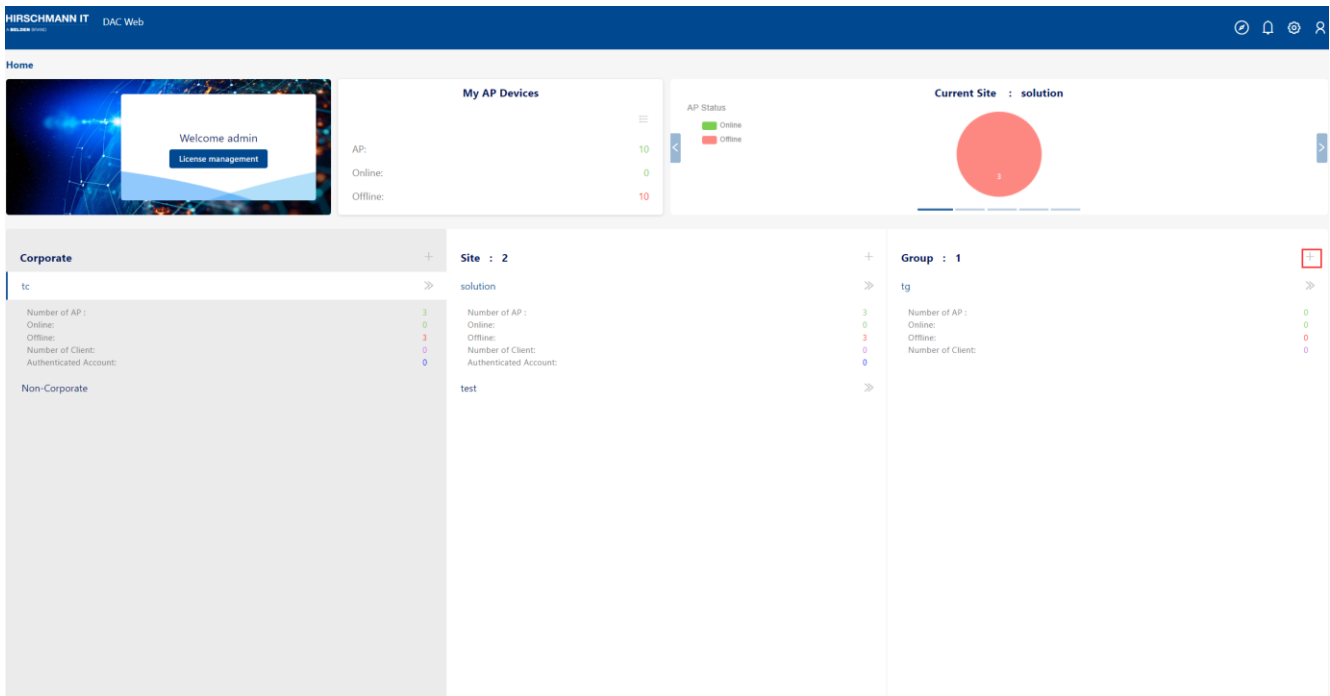 HIRSCHMANN IT DAC Web
A BELDEN BRAND
Home
Welcome admin
License management
My AP Devices
AP: 10
Online: 0
Offline: 10
Current Site : solution
AP Status
Online
Offline
3
Corporate
tc
Number of AP : 3
Online: 0
Offline: 3
Number of Client: 0
Authenticated Account: 0
Non-Corporate
Site : 2
solution
Number of AP : 3
Online: 0
Offline: 3
Number of Client: 0
Authenticated Account: 0
test
Group : 1
tg
Number of AP : 0
Online: 0
Offline: 0
Number of Client: 0